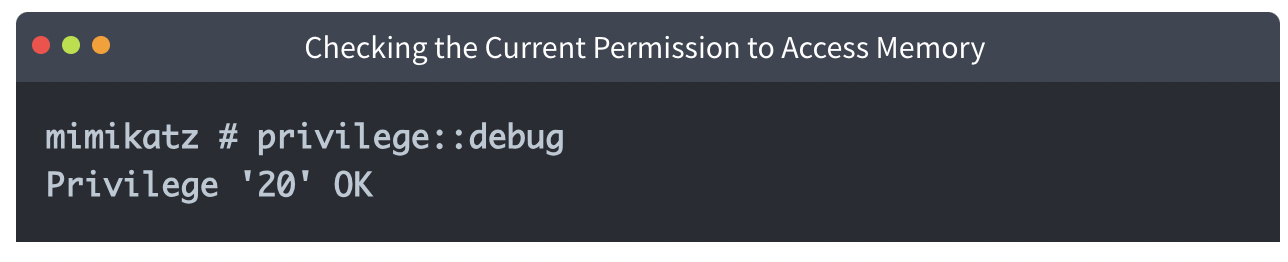 Checking the Current Permission to Access Memory
mimikatz # privilege::debug
Privilege '20' OK